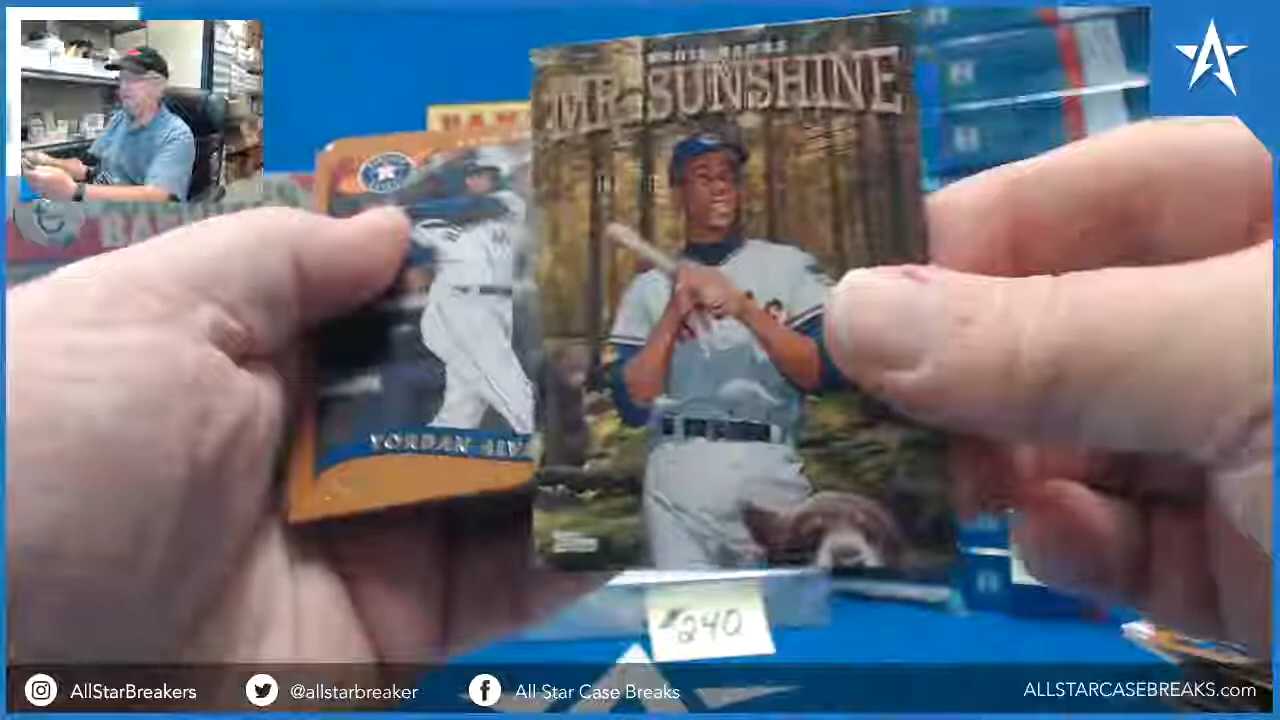 MR. SUNSHINE
YORDAN ALV
#240
AllStarBreakers
@allstarbreaker
All Star Case Breaks
ALLSTARCASEBREAKS.com